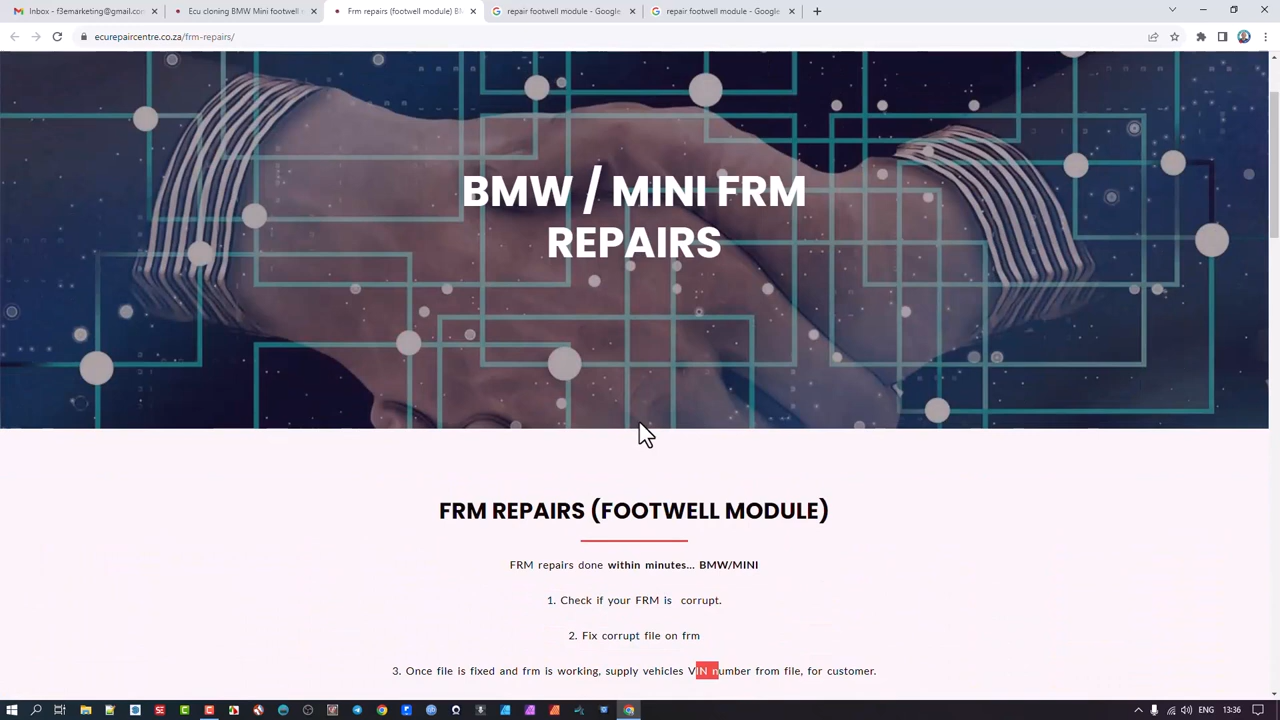 Inbox - f3emarketing@gmail.com
Ecu cloning BMW Mini footwell
Frm repairs (footwell module) B
repair footwell module - Google
repair footwell module - Google
ecurepaircentre.co.za/frm-repairs/
BMW / MINI FRM
REPAIRS
FRM REPAIRS (FOOTWELL MODULE)
FRM repairs done within minutes... BMW/MINI
1. Check if your FRM is corrupt.
2. Fix corrupt file on frm
3. Once file is fixed and frm is working, supply vehicles VIN number from file, for customer.
ENG 13:36